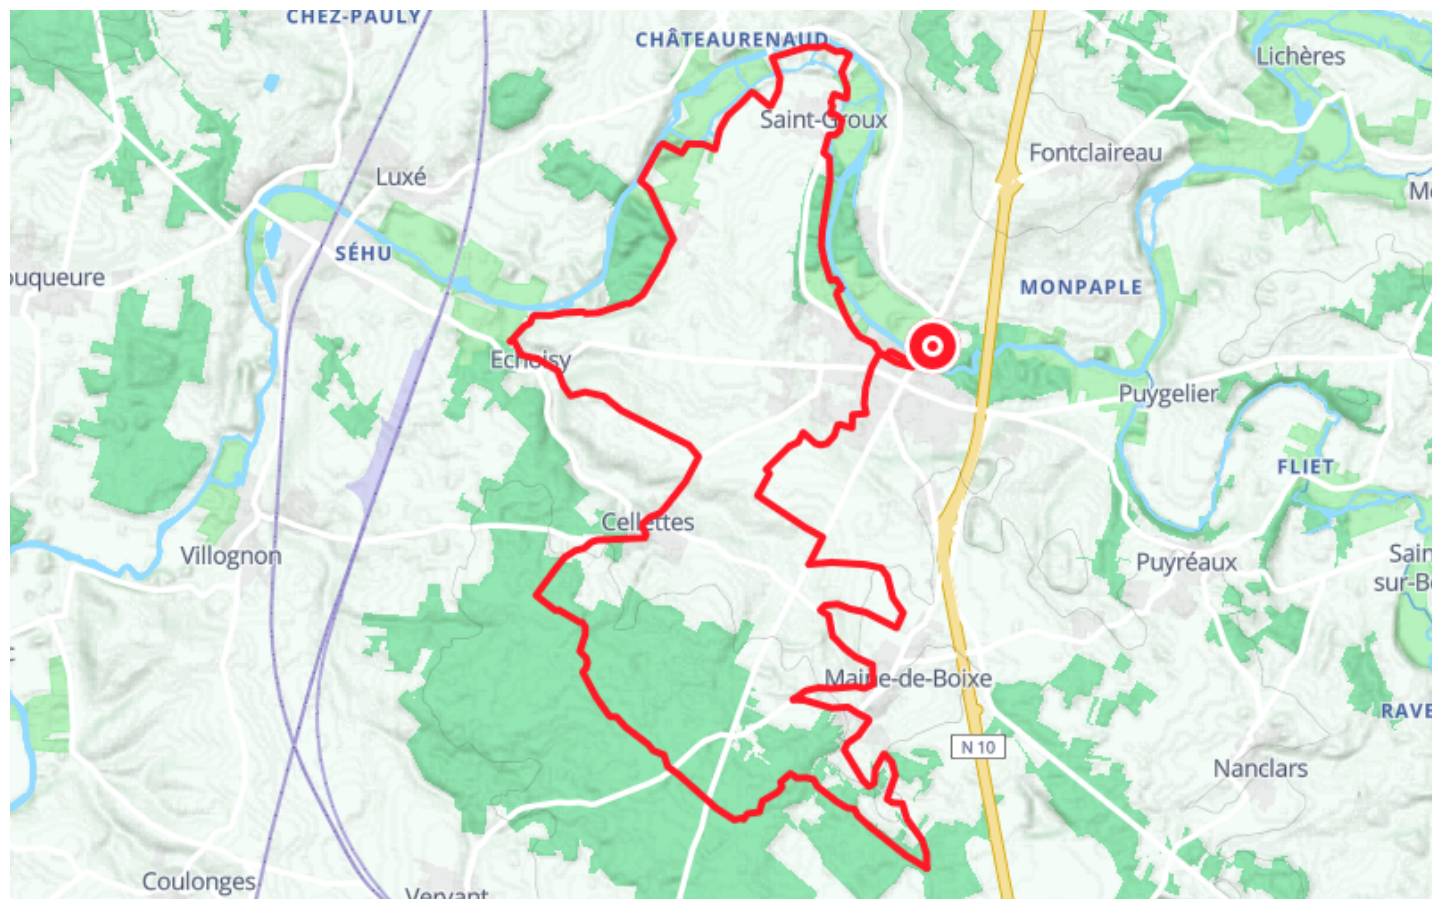 CHEZ-PAULY
CHÂTEAURENAUD
Lichères
Saint-Groux
Fontclaireau
Luxé
SÉHU
MONPAPLE
Echoisy
Puygelier
FLIET
Cellettes
Villognon
Puyréaux
Maine-de-Boixe
N 10
Nanclars
Coulonges
Vervant